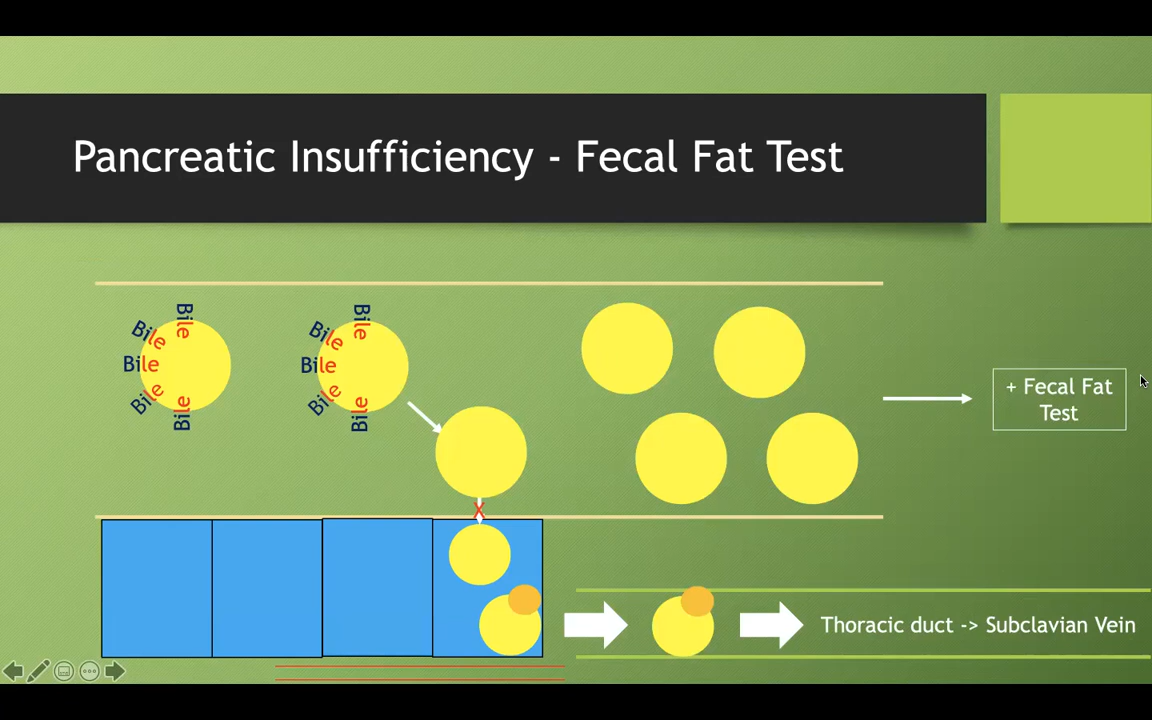 Pancreatic Insufficiency - Fecal Fat Test
Bile
Bile
Bile
Bile
Bile
Bile
Bile
Bile
Bile
Bile
X
+ Fecal Fat
Test
Thoracic duct -> Subclavian Vein